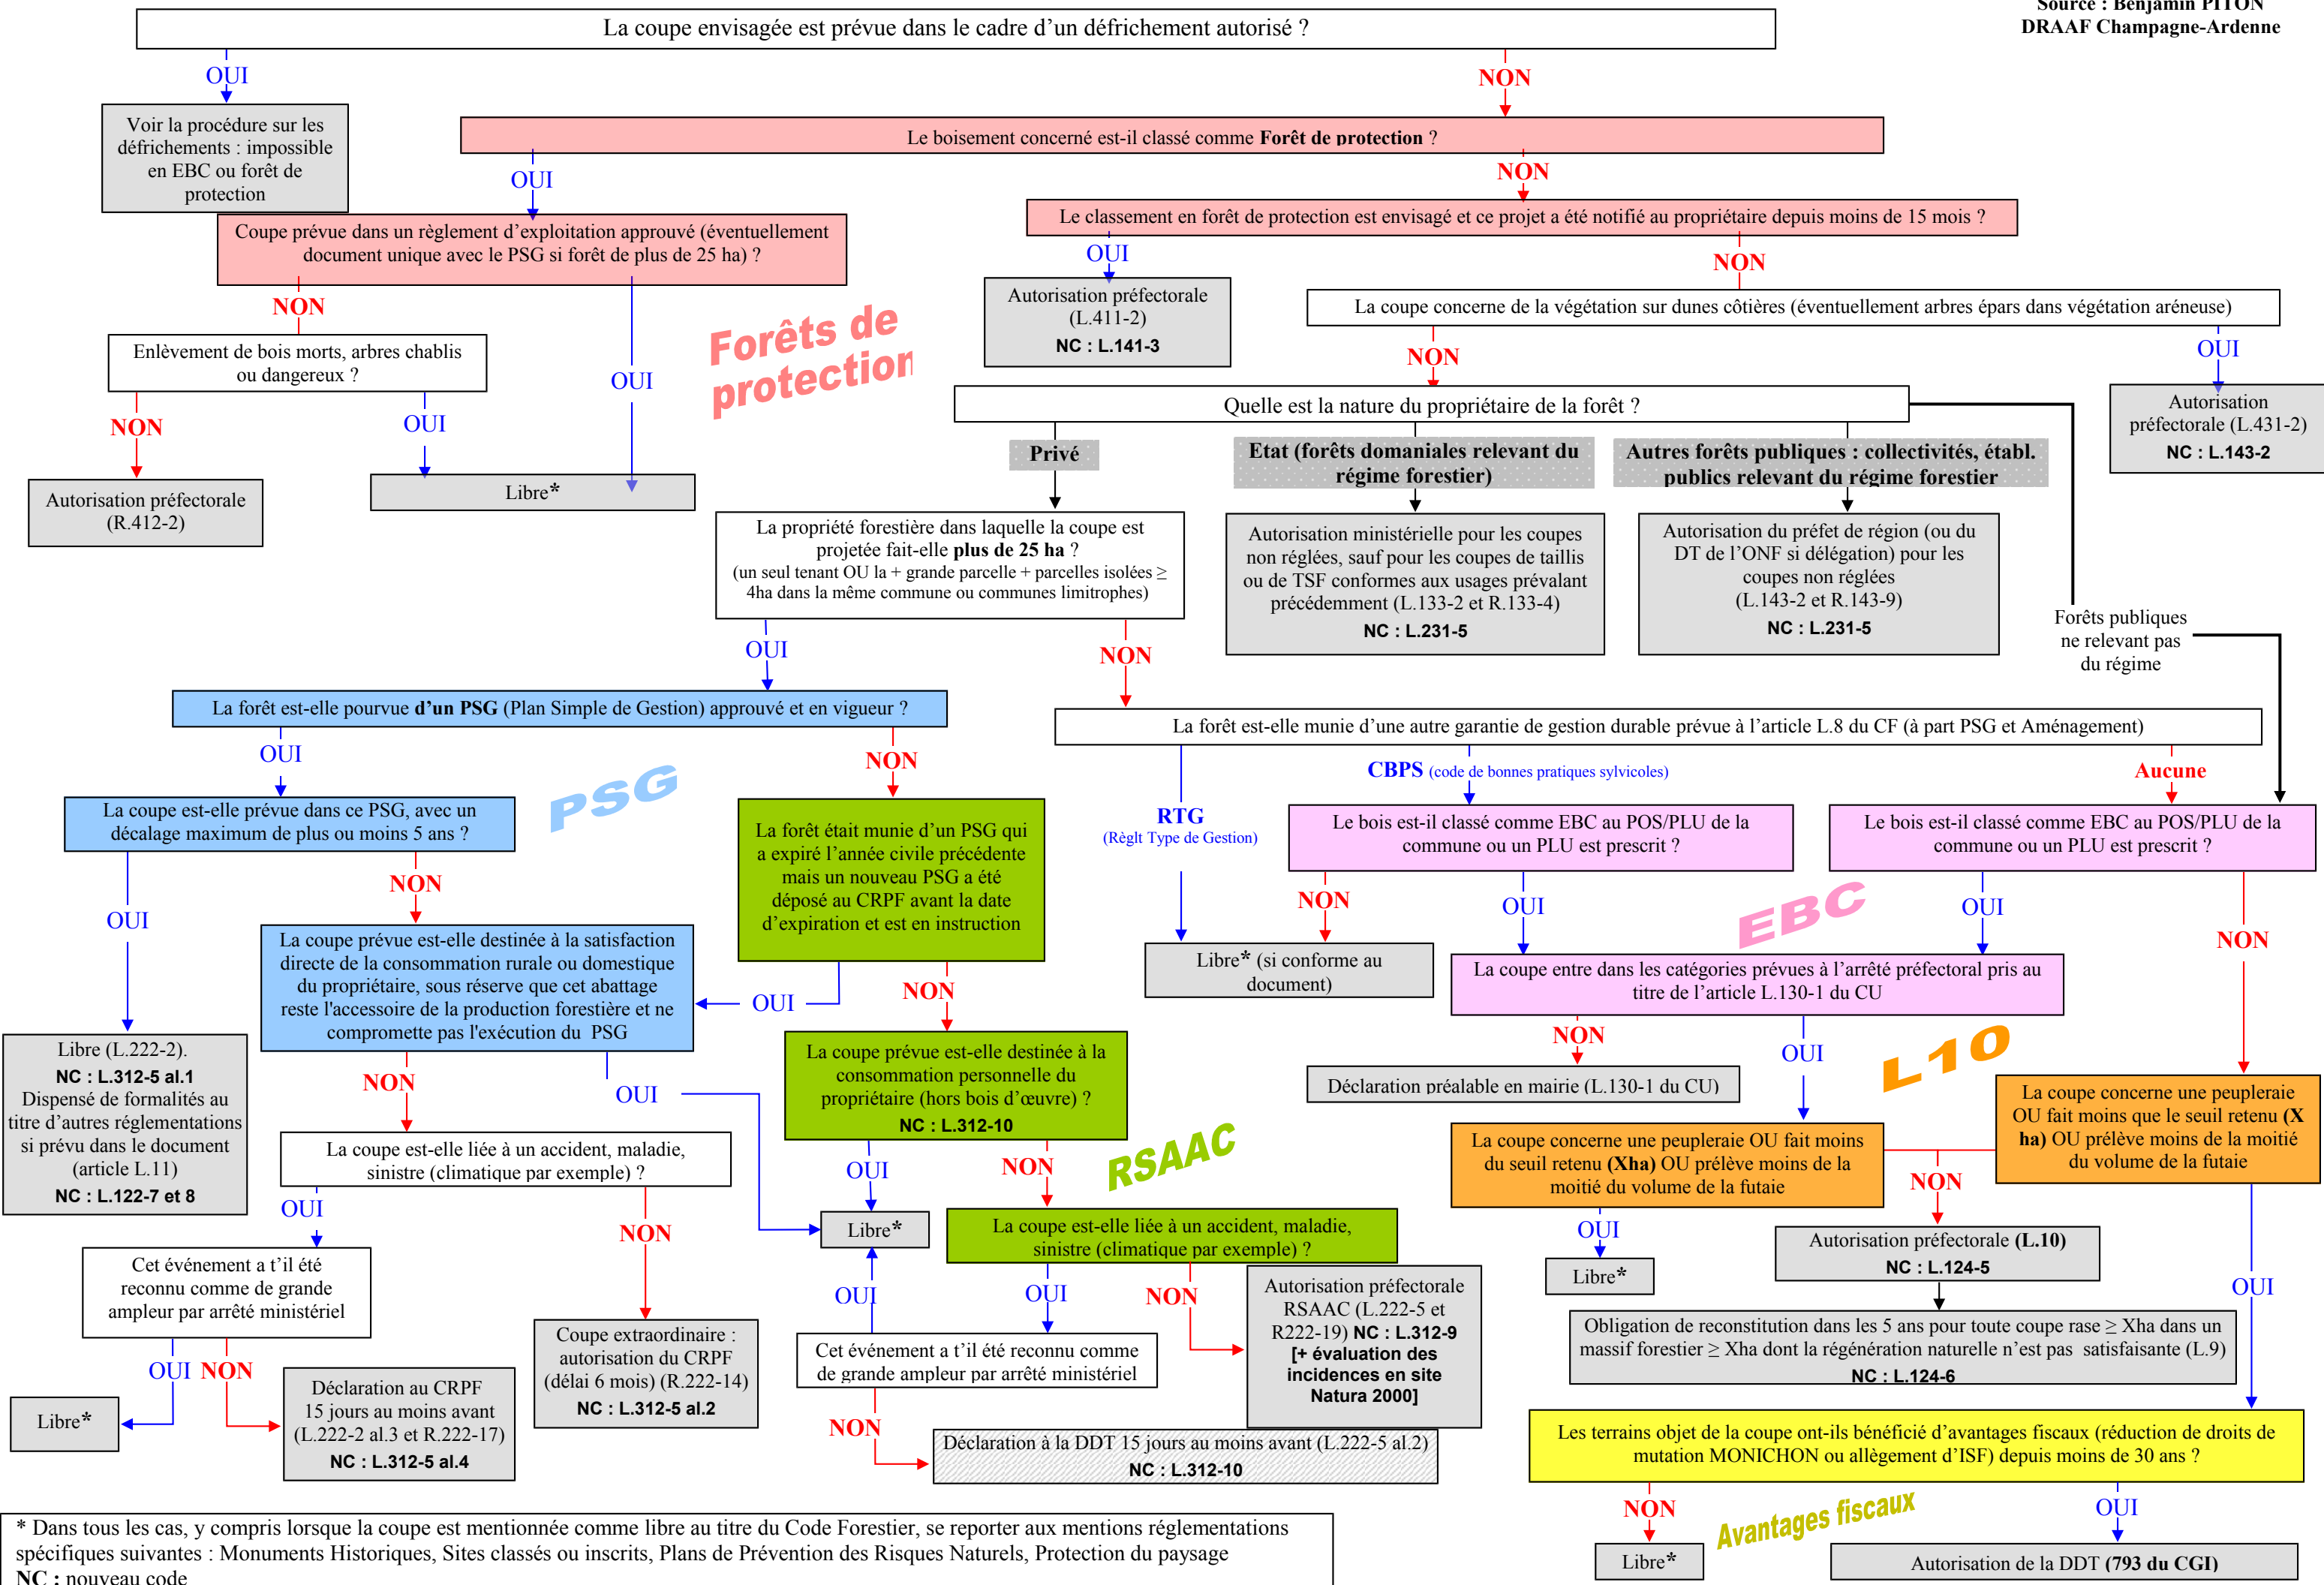 Source : Benjamin PITON
DRAAF Champagne-Ardenne
La coupe envisagée est prévue dans le cadre d’un défrichement autorisé ?
OUI
NON
Voir la procédure sur les
défrichements : impossible
en EBC ou forêt de
protection
Le boisement concerné est-il classé comme Forêt de protection ?
OUI
NON
Coupe prévue dans un règlement d’exploitation approuvé (éventuellement
document unique avec le PSG si forêt de plus de 25 ha) ?
Le classement en forêt de protection est envisagé et ce projet a été notifié au propriétaire depuis moins de 15 mois ?
OUI
NON
NON
OUI
Enlèvement de bois morts, arbres chablis
ou dangereux ?
NON
OUI
Autorisation préfectorale
(R.412-2)
Libre*
Forêts de
protection
Autorisation préfectorale
(L.411-2)
NC : L.141-3
La coupe concerne de la végétation sur dunes côtières (éventuellement arbres épars dans végétation aréneuse)
NON
OUI
Autorisation
préfectorale (L.431-2)
NC : L.143-2
Quelle est la nature du propriétaire de la forêt ?
Privé
Etat (forêts domaniales relevant du
régime forestier)
Autres forêts publiques : collectivités, établ.
publics relevant du régime forestier
La propriété forestière dans laquelle la coupe est
projetée fait-elle plus de 25 ha ?
(un seul tenant OU la + grande parcelle + parcelles isolées ≥
4ha dans la même commune ou communes limitrophes)
Autorisation ministérielle pour les coupes
non réglées, sauf pour les coupes de taillis
ou de TSF conformes aux usages prévalant
précédemment (L.133-2 et R.133-4)
NC : L.231-5
Autorisation du préfet de région (ou du
DT de l’ONF si délégation) pour les
coupes non réglées
(L.143-2 et R.143-9)
NC : L.231-5
Forêts publiques
ne relevant pas
du régime
OUI
NON
La forêt est-elle pourvue d’un PSG (Plan Simple de Gestion) approuvé et en vigueur ?
La forêt est-elle munie d’une autre garantie de gestion durable prévue à l’article L.8 du CF (à part PSG et Aménagement)
OUI
NON
CBPS (code de bonnes pratiques sylvicoles)
Aucune
RTG
(Règlt Type de Gestion)
PSG
La coupe est-elle prévue dans ce PSG, avec un
décalage maximum de plus ou moins 5 ans ?
La forêt était munie d’un PSG qui
a expiré l’année civile précédente
mais un nouveau PSG a été
déposé au CRPF avant la date
d’expiration et est en instruction
Le bois est-il classé comme EBC au POS/PLU de la
commune ou un PLU est prescrit ?
Le bois est-il classé comme EBC au POS/PLU de la
commune ou un PLU est prescrit ?
OUI
NON
NON
OUI
EBC
OUI
NON
La coupe prévue est-elle destinée à la satisfaction
directe de la consommation rurale ou domestique
du propriétaire, sous réserve que cet abattage
reste l'accessoire de la production forestière et ne
compromette pas l'exécution du PSG
OUI
NON
Libre* (si conforme au
document)
La coupe entre dans les catégories prévues à l’arrêté préfectoral pris au
titre de l’article L.130-1 du CU
NON
OUI
L10
Libre (L.222-2).
NC : L.312-5 al.1
Dispensé de formalités au
titre d’autres réglementations
si prévu dans le document
(article L.11)
NC : L.122-7 et 8
NON
OUI
La coupe prévue est-elle destinée à la
consommation personnelle du
propriétaire (hors bois d’œuvre) ?
NC : L.312-10
Déclaration préalable en mairie (L.130-1 du CU)
La coupe concerne une peupleraie
OU fait moins que le seuil retenu (X
ha) OU prélève moins de la moitié
du volume de la futaie
La coupe est-elle liée à un accident, maladie,
sinistre (climatique par exemple) ?
OUI
NON
RSAAC
La coupe concerne une peupleraie OU fait moins
du seuil retenu (Xha) OU prélève moins de la
moitié du volume de la futaie
NON
OUI
NON
Libre*
La coupe est-elle liée à un accident, maladie,
sinistre (climatique par exemple) ?
OUI
Libre*
Autorisation préfectorale (L.10)
NC : L.124-5
OUI
Cet événement a t’il été
reconnu comme de grande
ampleur par arrêté ministériel
OUI
OUI
NON
Autorisation préfectorale
RSAAC (L.222-5 et
R222-19) NC : L.312-9
[+ évaluation des
incidences en site
Natura 2000]
Obligation de reconstitution dans les 5 ans pour toute coupe rase ≥ Xha dans un
massif forestier ≥ Xha dont la régénération naturelle n’est pas satisfaisante (L.9)
NC : L.124-6
Coupe extraordinaire :
autorisation du CRPF
(délai 6 mois) (R.222-14)
NC : L.312-5 al.2
Cet événement a t’il été reconnu comme
de grande ampleur par arrêté ministériel
OUI
NON
Libre*
Déclaration au CRPF
15 jours au moins avant
(L.222-2 al.3 et R.222-17)
NC : L.312-5 al.4
NON
Déclaration à la DDT 15 jours au moins avant (L.222-5 al.2)
NC : L.312-10
Les terrains objet de la coupe ont-ils bénéficié d’avantages fiscaux (réduction de droits de
mutation MONICHON ou allègement d’ISF) depuis moins de 30 ans ?
NON
Avantages fiscaux
OUI
Libre*
Autorisation de la DDT (793 du CGI)
* Dans tous les cas, y compris lorsque la coupe est mentionnée comme libre au titre du Code Forestier, se reporter aux mentions réglementations
spécifiques suivantes : Monuments Historiques, Sites classés ou inscrits, Plans de Prévention des Risques Naturels, Protection du paysage
NC : nouveau code